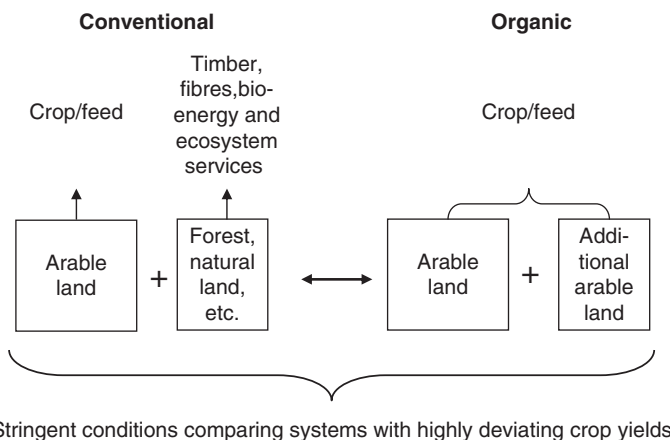 Conventional
Organic
Timber,
fibres,bio-
energy and
ecosystem
services
Crop/feed
Crop/feed
Arable
land
+
Forest,
natural
land,
etc.
Arable
land
+
Addi-
tional
arable
land
Stringent conditions comparing systems with highly deviating crop yields